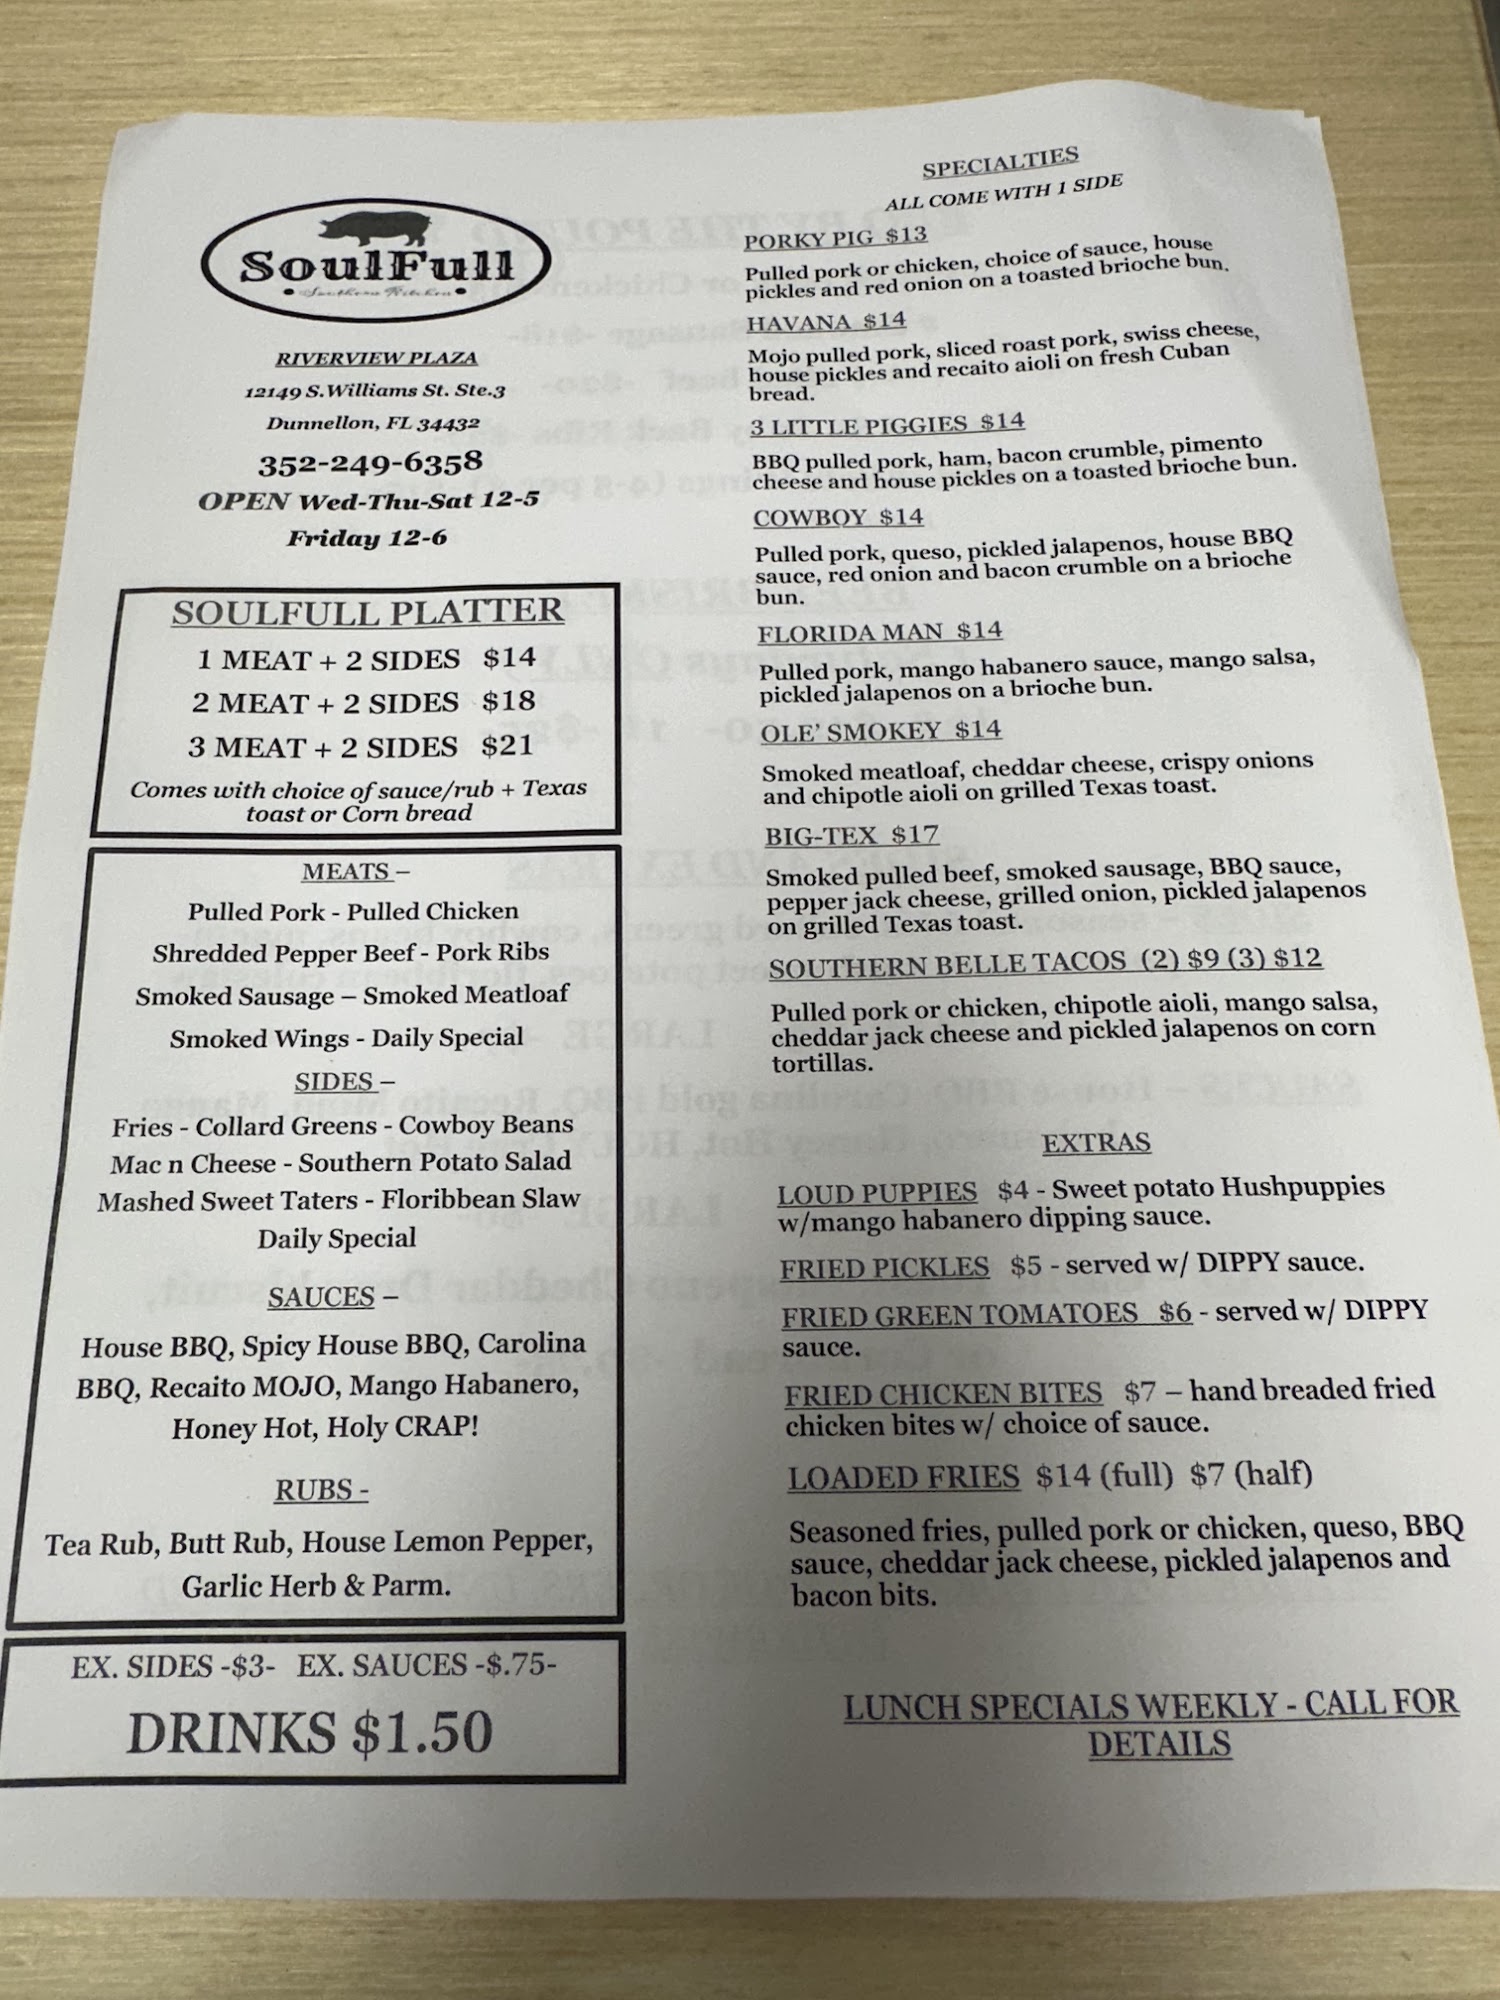 SoulFull
Southern Kitchen
RIVERVIEW PLAZA
12149 S.Williams St. Ste.3
Dunnellon, FL 34432
352-249-6358
OPEN Wed-Thu-Sat 12-5
Friday 12-6
SOULFULL PLATTER
1 MEAT + 2 SIDES $14
2 MEAT + 2 SIDES $18
3 MEAT + 2 SIDES $21
Comes with choice of sauce/rub + Texas
toast or Corn bread
MEATS –
Pulled Pork - Pulled Chicken
Shredded Pepper Beef - Pork Ribs
Smoked Sausage – Smoked Meatloaf
Smoked Wings - Daily Special
SIDES –
Fries - Collard Greens - Cowboy Beans
Mac n Cheese - Southern Potato Salad
Mashed Sweet Taters - Floribbean Slaw
Daily Special
SAUCES –
House BBQ, Spicy House BBQ, Carolina
BBQ, Recaito MOJO, Mango Habanero,
Honey Hot, Holy CRAP!
RUBS -
Tea Rub, Butt Rub, House Lemon Pepper,
Garlic Herb & Parm.
EX. SIDES -$3- EX. SAUCES -$.75-
DRINKS $1.50
SPECIALTIES
ALL COME WITH 1 SIDE
PORKY PIG $13
Pulled pork or chicken, choice of sauce, house
pickles and red onion on a toasted brioche bun.
HAVANA $14
Mojo pulled pork, sliced roast pork, swiss cheese,
house pickles and recaito aioli on fresh Cuban
bread.
3 LITTLE PIGGIES $14
BBQ pulled pork, ham, bacon crumble, pimento
cheese and house pickles on a toasted brioche bun.
COWBOY $14
Pulled pork, queso, pickled jalapenos, house BBQ
sauce, red onion and bacon crumble on a brioche
bun.
FLORIDA MAN $14
Pulled pork, mango habanero sauce, mango salsa,
pickled jalapenos on a brioche bun.
OLE' SMOKEY $14
Smoked meatloaf, cheddar cheese, crispy onions
and chipotle aioli on grilled Texas toast.
BIG-TEX $17
Smoked pulled beef, smoked sausage, BBQ sauce,
pepper jack cheese, grilled onion, pickled jalapenos
on grilled Texas toast.
SOUTHERN BELLE TACOS (2) $9 (3) $12
Pulled pork or chicken, chipotle aioli, mango salsa,
cheddar jack cheese and pickled jalapenos on corn
tortillas.
EXTRAS
LOUD PUPPIES $4 - Sweet potato Hushpuppies
w/mango habanero dipping sauce.
FRIED PICKLES $5 - served w/ DIPPY sauce.
FRIED GREEN TOMATOES $6 - served w/ DIPPY
sauce.
FRIED CHICKEN BITES $7 – hand breaded fried
chicken bites w/ choice of sauce.
LOADED FRIES $14 (full) $7 (half)
Seasoned fries, pulled pork or chicken, queso, BBQ
sauce, cheddar jack cheese, pickled jalapenos and
bacon bits.
LUNCH SPECIALS WEEKLY - CALL FOR
DETAILS